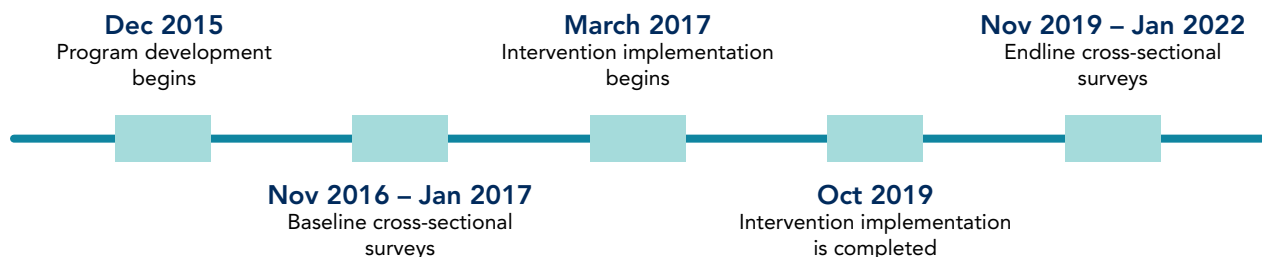 Dec 2015
Program development
begins
Nov 2016 – Jan 2017
Baseline cross-sectional
surveys
March 2017
Intervention implementation
begins
Oct 2019
Intervention implementation
is completed
Nov 2019 – Jan 2022
Endline cross-sectional
surveys